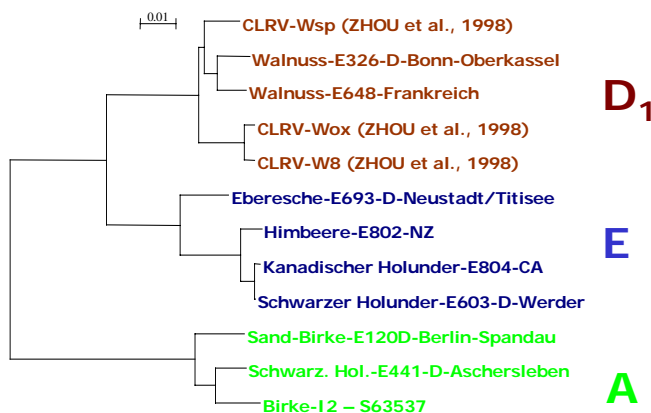 0.01
CLRV-Wsp (ZHOU et al., 1998)
Walnuss-E326-D-Bonn-Oberkassel
Walnuss-E648-Frankreich
D1
CLRV-Wox (ZHOU et al., 1998)
CLRV-W8 (ZHOU et al., 1998)
Eberesche-E693-D-Neustadt/Titisee
Himbeere-E802-NZ
E
Kanadischer Holunder-E804-CA
Schwarzer Holunder-E603-D-Werder
Sand-Birke-E120D-Berlin-Spandau
Schwarz. Hol.-E441-D-Aschersleben
A
Birke-I2 – S63537